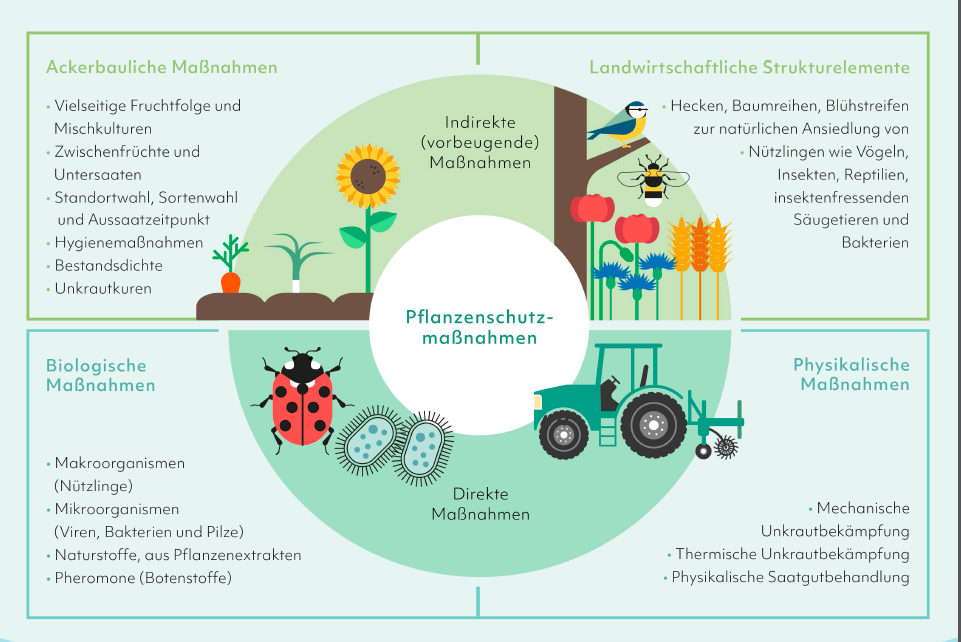 Ackerbauliche Maßnahmen
• Vielseitige Fruchtfolge und
Mischkulturen
• Zwischenfrüchte und
Untersaaten
• Standortwahl, Sortenwahl
und Aussaatzeitpunkt
• Hygienemaßnahmen
• Bestandsdichte
• Unkrautkuren
Indirekte
(vorbeugende)
Maßnahmen
Landwirtschaftliche Strukturelemente
• Hecken, Baumreihen, Blühstreifen
zur natürlichen Ansiedlung von
• Nützlingen wie Vögeln,
Insekten, Reptilien,
insektenfressenden
Säugetieren und
Bakterien
Pflanzenschutz-
maßnahmen
Biologische
Maßnahmen
• Makroorganismen
(Nützlinge)
• Mikroorganismen
(Viren, Bakterien und Pilze)
• Naturstoffe, aus Pflanzenextrakten
• Pheromone (Botenstoffe)
Direkte
Maßnahmen
Physikalische
Maßnahmen
• Mechanische
Unkrautbekämpfung
• Thermische Unkrautbekämpfung
• Physikalische Saatgutbehandlung